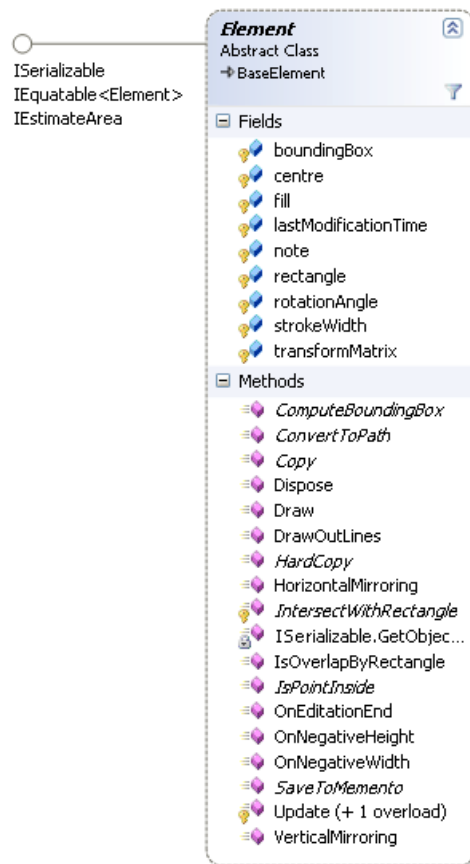 ISerializable
IEquatable<Element>
IEstimateArea
Element
Abstract Class
BaseElement
Fields
boundingBox
centre
fill
lastModificationTime
note
rectangle
rotationAngle
strokeWidth
transformMatrix
Methods
ComputeBoundingBox
ConvertToPath
Copy
Dispose
Draw
DrawOutLines
HardCopy
HorizontalMirroring
IntersectWithRectangle
ISerializable.GetObjec...
IsOverlapByRectangle
IsPointInside
OnEditationEnd
OnNegativeHeight
OnNegativeWidth
SaveToMemento
Update (+ 1 overload)
VerticalMirroring